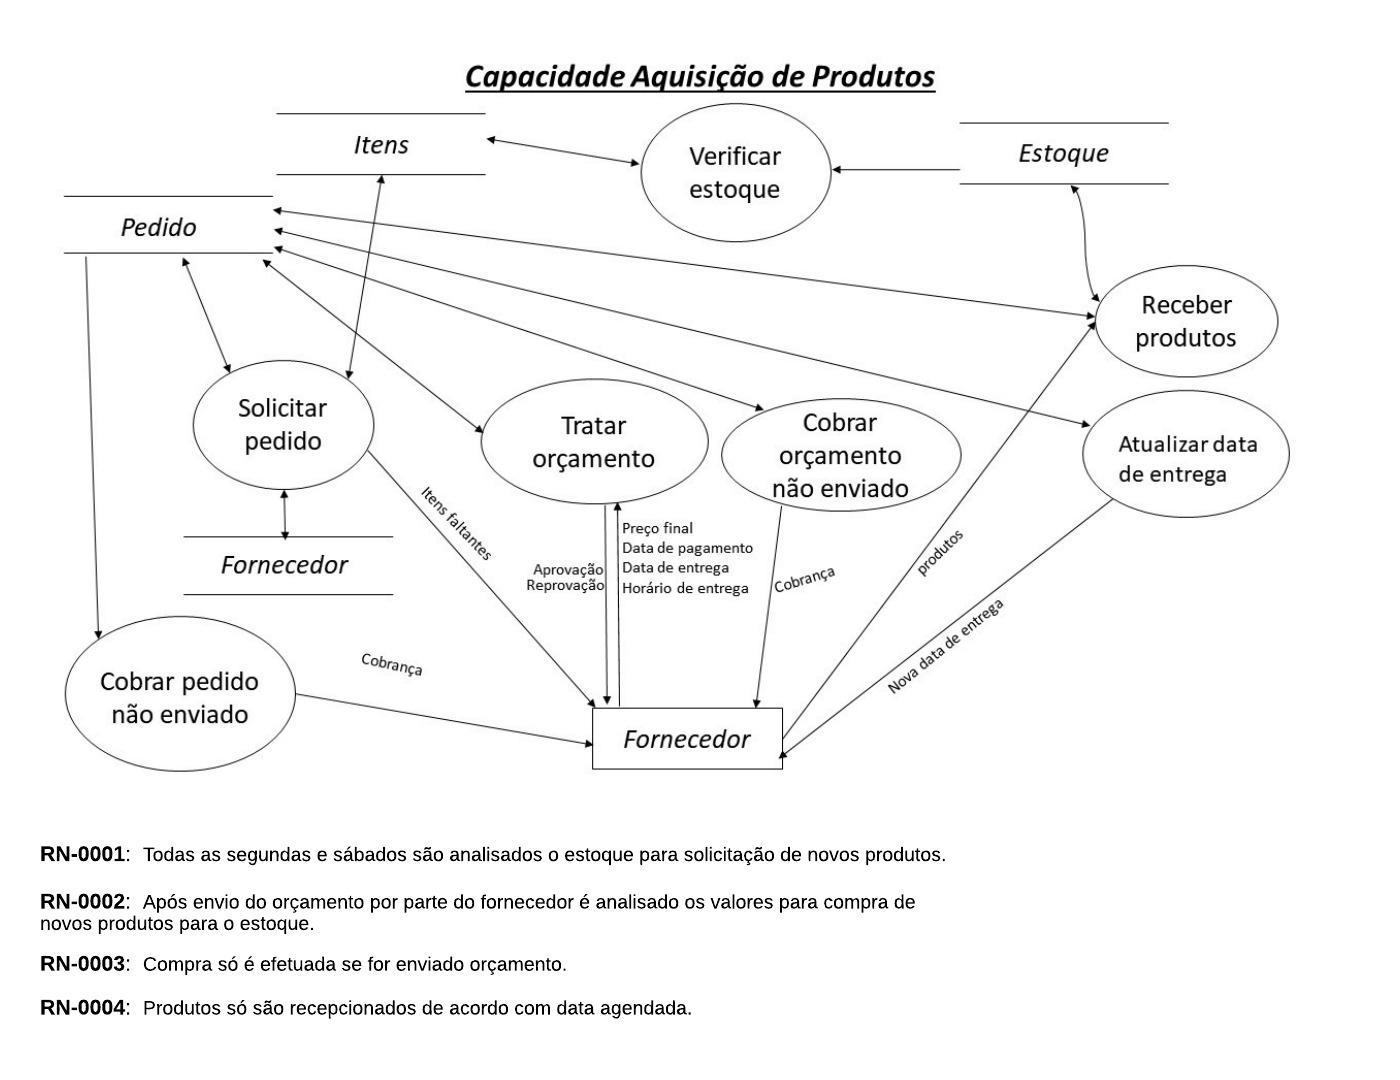 Capacidade Aquisição de Produtos
Itens
Verificar
estoque
Estoque
Pedido
Receber
produtos
Solicitar
pedido
Tratar
orçamento
Cobrar
orçamento
não enviado
Atualizar data
de entrega
Itens faltantes
Preço final
Data de pagamento
Data de entrega
Horário de entrega
Aprovação
Reprovação
Cobrança
produtos
Nova data de entrega
Fornecedor
Cobrar pedido
não enviado
Cobrança
Fornecedor
RN-0001: Todas as segundas e sábados são analisados o estoque para solicitação de novos produtos.
RN-0002: Após envio do orçamento por parte do fornecedor é analisado os valores para compra de
novos produtos para o estoque.
RN-0003: Compra só é efetuada se for enviado orçamento.
RN-0004: Produtos só são recepcionados de acordo com data agendada.